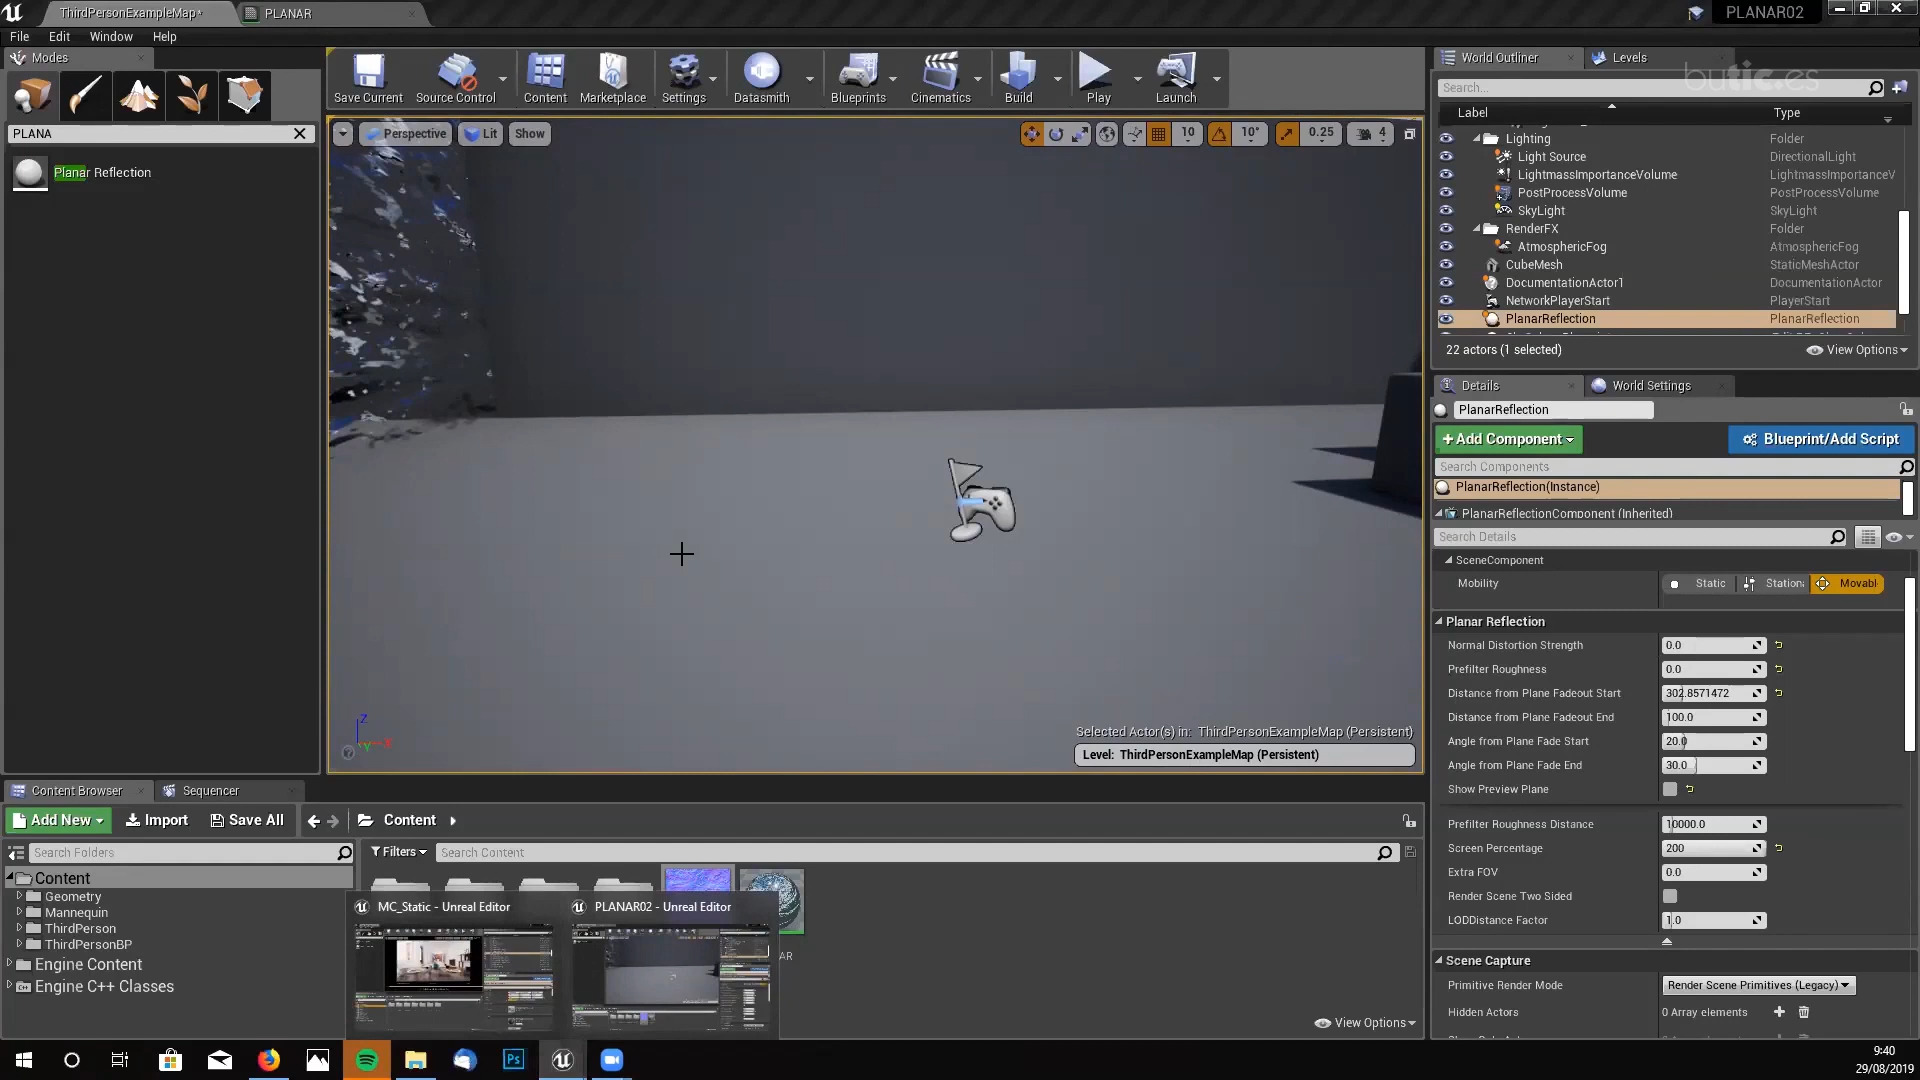 ThirdPersonExampleMap*
PLANAR
PLANAR02
File Edit Window Help
Modes
PLANA
Planar Reflection
Save Current
Source Control
Content
Marketplace
Settings
Datasmith
Blueprints
Cinematics
Build
Play
Launch
Perspective
Lit
Show
10
10°
0.25
4
Z
Y
X
Selected Actor(s) in: ThirdPersonExampleMap (Persistent)
Level: ThirdPersonExampleMap (Persistent)
World Outliner
Levels
butic.es
Search...
Label Type
Lighting Folder
Light Source DirectionalLight
LightmassImportanceVolume LightmassImportanceV
PostProcessVolume PostProcessVolume
SkyLight SkyLight
RenderFX Folder
AtmosphericFog AtmosphericFog
CubeMesh StaticMeshActor
DocumentationActor1 DocumentationActor
NetworkPlayerStart PlayerStart
PlanarReflection PlanarReflection
22 actors (1 selected)
View Options
Details
World Settings
PlanarReflection
+Add Component
Blueprint/Add Script
Search Components
PlanarReflection(Instance)
PlanarReflectionComponent (Inherited)
Search Details
SceneComponent
Mobility Static Stationa Movabl
Planar Reflection
Normal Distortion Strength 0.0
Prefilter Roughness 0.0
Distance from Plane Fadeout Start 302.8571472
Distance from Plane Fadeout End 100.0
Angle from Plane Fade Start 20.0
Angle from Plane Fade End 30.0
Show Preview Plane
Prefilter Roughness Distance 10000.0
Screen Percentage 200
Extra FOV 0.0
Render Scene Two Sided
LODDistance Factor 1.0
Scene Capture
Primitive Render Mode Render Scene Primitives (Legacy)
Hidden Actors 0 Array elements
Content Browser
Sequencer
Add New
Import
Save All
Content
Search Folders
Filters
Search Content
Content
Geometry
Mannequin
ThirdPerson
ThirdPersonBP
Engine Content
Engine C++ Classes
MC_Static - Unreal Editor
PLANAR02 - Unreal Editor
AR
View Options
Ps
9:40
29/08/2019